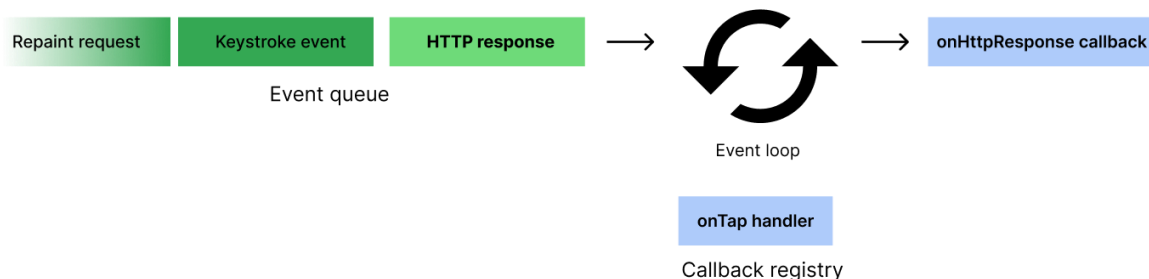 Repaint request
Keystroke event
HTTP response
onHttpResponse callback
Event queue
Event loop
onTap handler
Callback registry